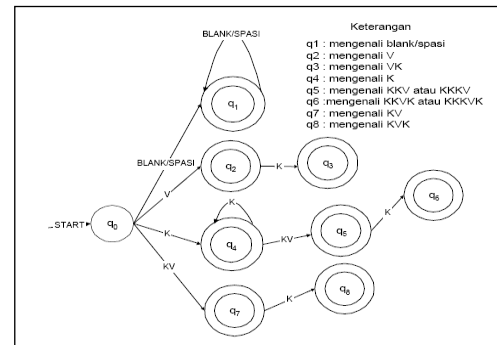 BLANK/SPASI
Keterangan
q1 : mengenali blank/spasi
q2 : mengenali V
q3 : mengenali VK
q4 : mengenali K
q5 : mengenali KKV atau KKKV
q6 :mengenali KKVK atau KKKVK
q7 : mengenali KV
q8 : mengenali KVK
q1
BLANK/SPASI
q2
K
q3
V
K
q6
START
q0
K
q4
KV
q5
K
KV
q7
K
q8